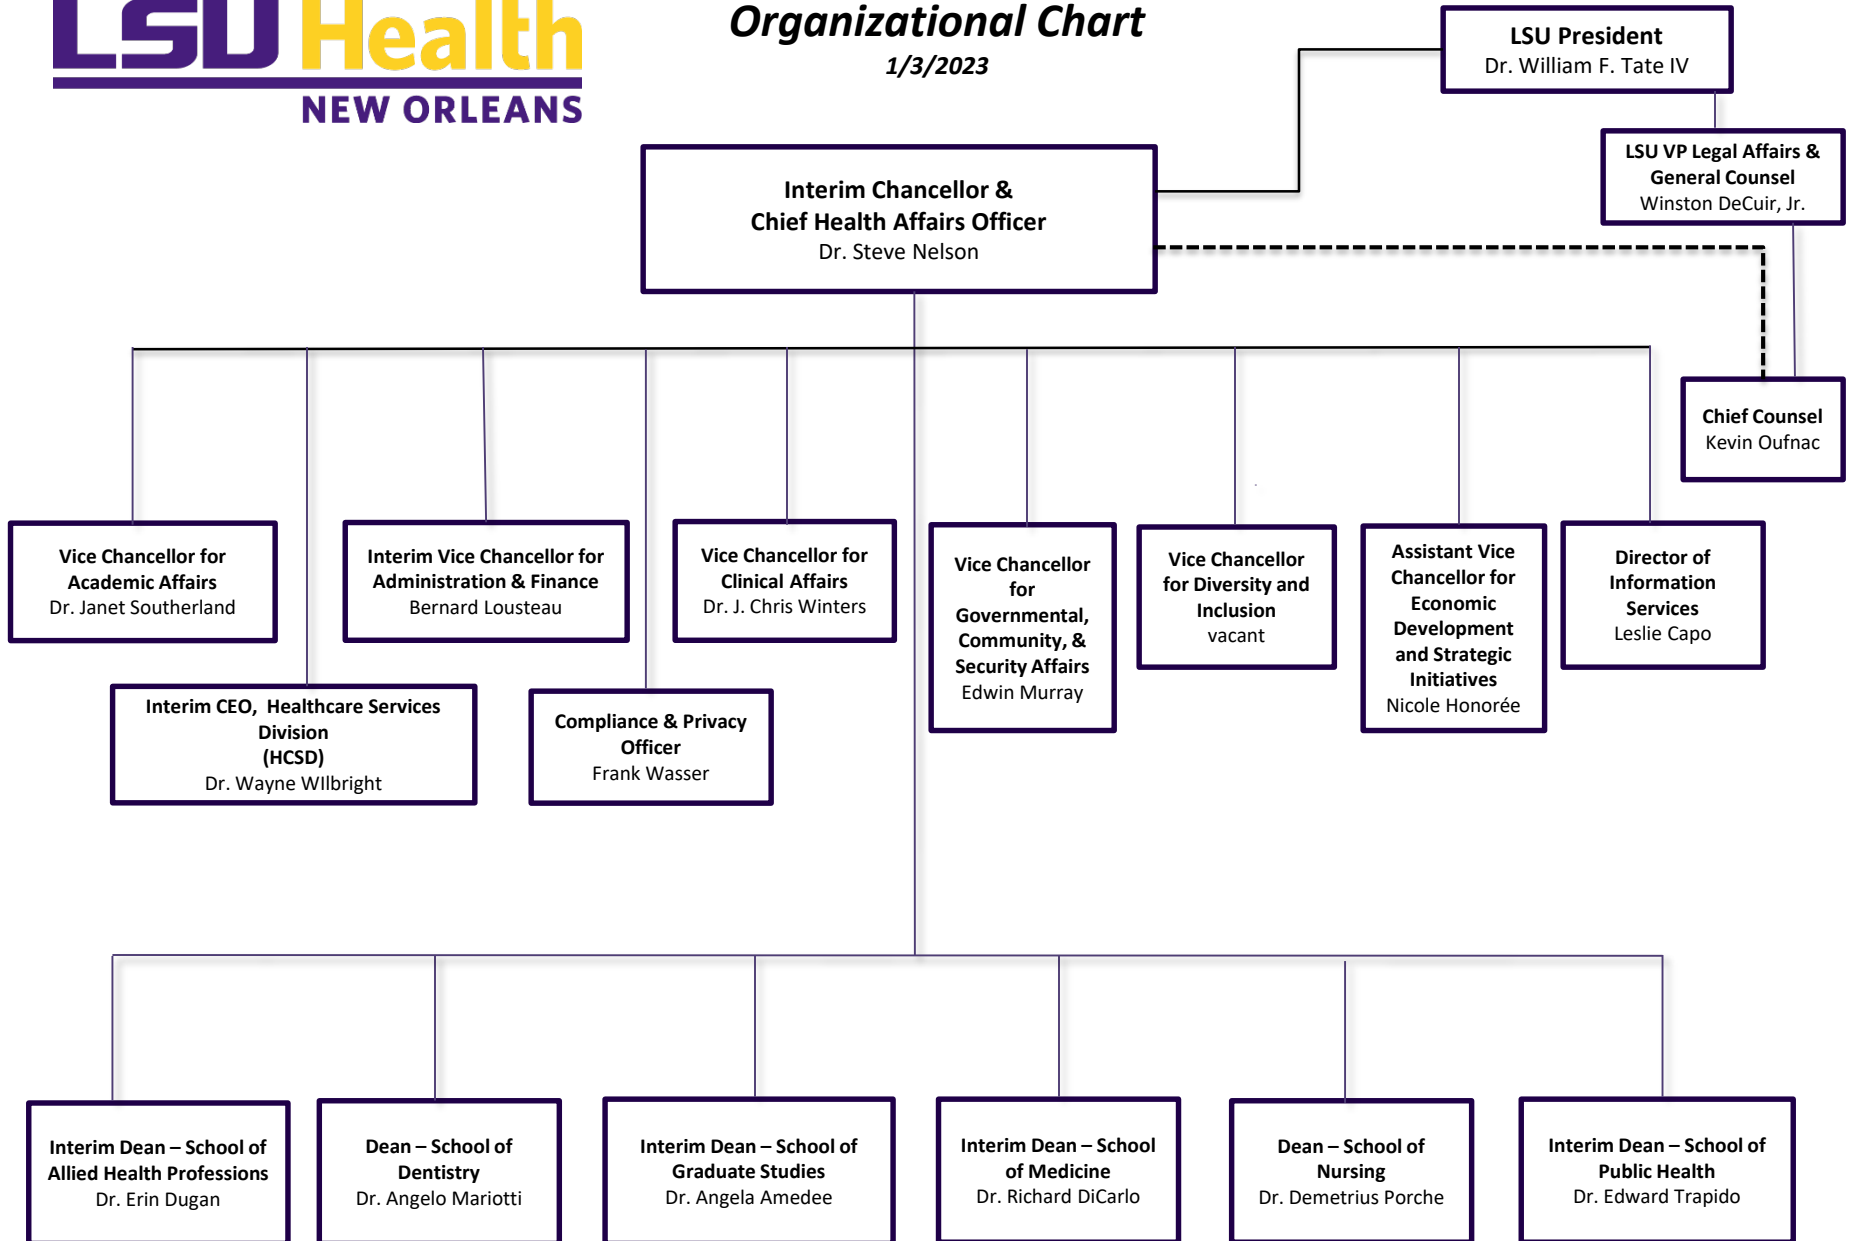 LSU Health
NEW ORLEANS
Organizational Chart
1/3/2023
LSU President
Dr. William F. Tate IV
LSU VP Legal Affairs &
General Counsel
Winston DeCuir, Jr.
Interim Chancellor &
Chief Health Affairs Officer
Dr. Steve Nelson
Chief Counsel
Kevin Oufnac
Vice Chancellor for
Academic Affairs
Dr. Janet Southerland
Interim Vice Chancellor for
Administration & Finance
Bernard Lousteau
Vice Chancellor for
Clinical Affairs
Dr. J. Chris Winters
Vice Chancellor
for
Governmental,
Community, &
Security Affairs
Edwin Murray
Vice Chancellor
for Diversity and
Inclusion
vacant
Assistant Vice
Chancellor for
Economic
Development
and Strategic
Initiatives
Nicole Honorée
Director of
Information
Services
Leslie Capo
Interim CEO, Healthcare Services
Division
(HCSD)
Dr. Wayne WIlbright
Compliance & Privacy
Officer
Frank Wasser
Interim Dean – School of
Allied Health Professions
Dr. Erin Dugan
Dean – School of
Dentistry
Dr. Angelo Mariotti
Interim Dean – School of
Graduate Studies
Dr. Angela Amedee
Interim Dean – School
of Medicine
Dr. Richard DiCarlo
Dean – School of
Nursing
Dr. Demetrius Porche
Interim Dean – School of
Public Health
Dr. Edward Trapido